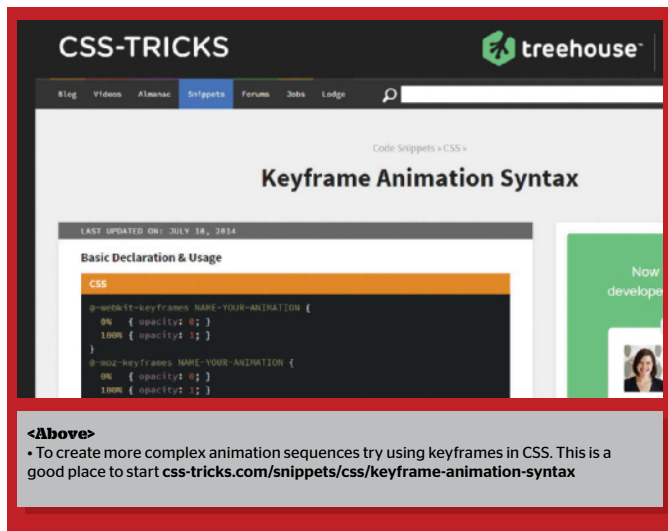 CSS-TRICKS
treehouse™
Blog Videos Almanac Snippets Forums Jobs Lodge
Code Snippets » CSS »
Keyframe Animation Syntax
LAST UPDATED ON: JULY 18, 2014
Basic Declaration & Usage
CSS
@-webkit-keyframes NAME-YOUR-ANIMATION {
0% { opacity: 0; }
100% { opacity: 1; }
}
@-moz-keyframes NAME-YOUR-ANIMATION {
0% { opacity: 0; }
100% { opacity: 1; }
Now
develope
<Above>
• To create more complex animation sequences try using keyframes in CSS. This is a
good place to start css-tricks.com/snippets/css/keyframe-animation-syntax